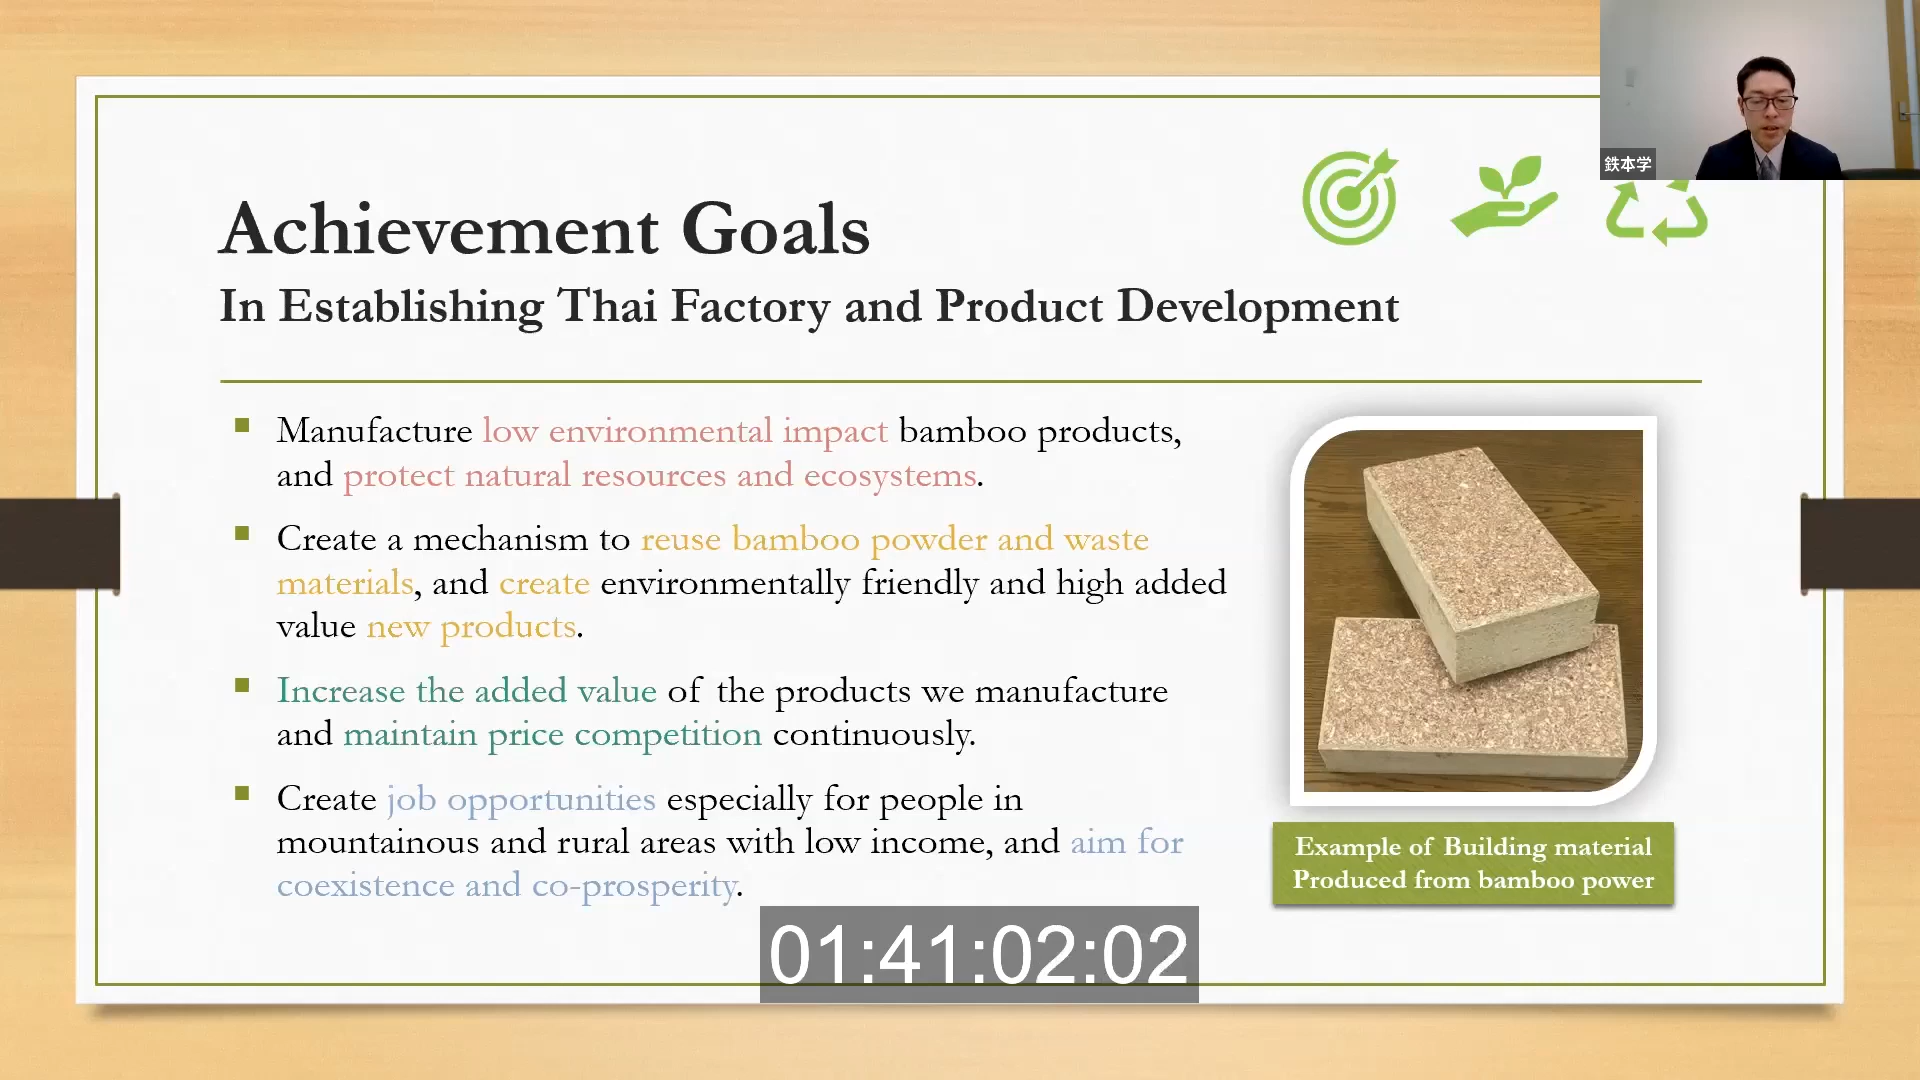 鉄本学
Achievement Goals
In Establishing Thai Factory and Product Development
Manufacture low environmental impact bamboo products,
and protect natural resources and ecosystems.
Create a mechanism to reuse bamboo powder and waste
materials, and create environmentally friendly and high added
value new products.
Increase the added value of the products we manufacture
and maintain price competition continuously.
Create job opportunities especially for people in
mountainous and rural areas with low income, and aim for
coexistence and co-prosperity.
Example of Building material
Produced from bamboo power
01:41:02:02